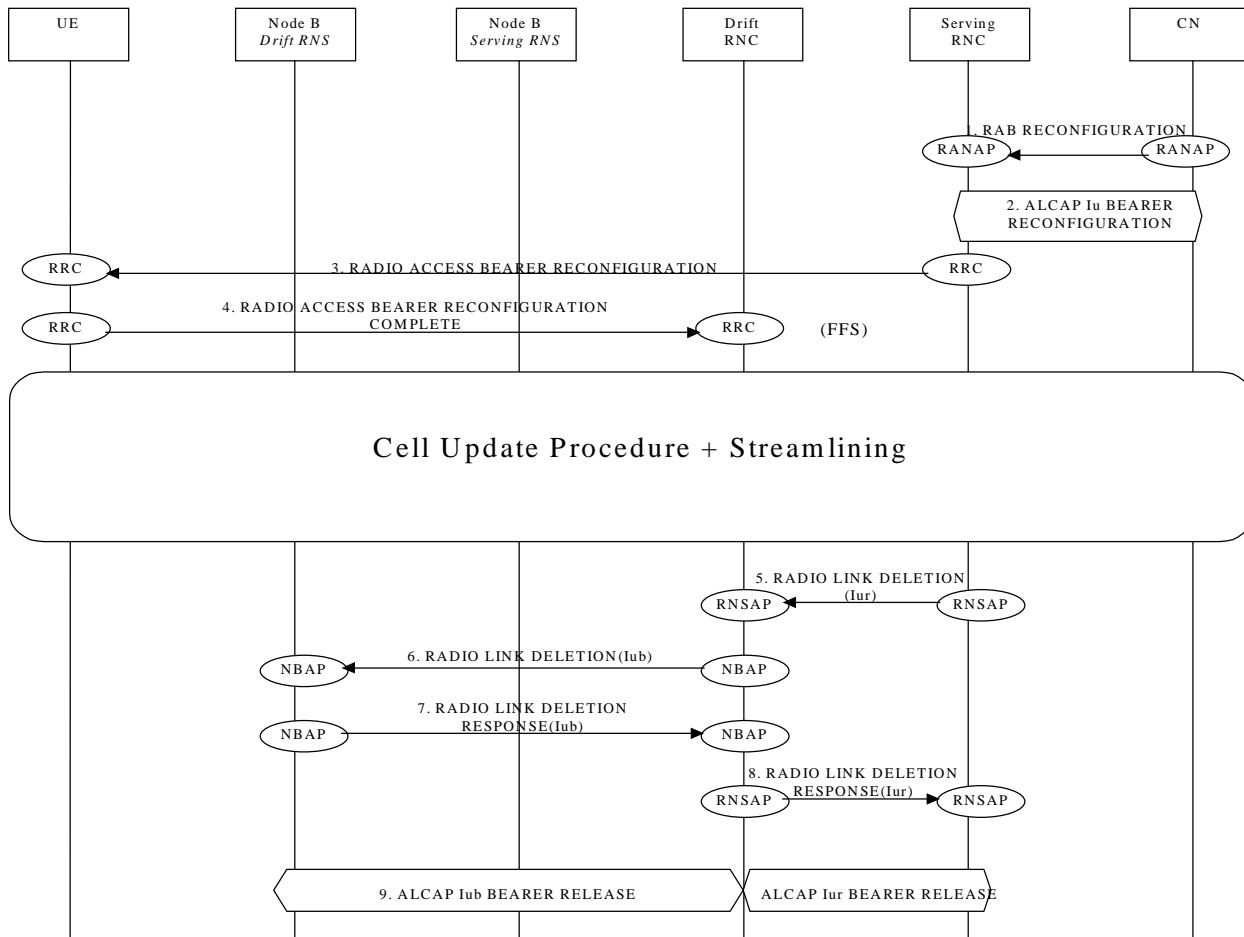 UE
Node B
Drift RNS
Node B
Serving RNS
Drift
RNC
Serving
RNC
CN
1. RAB RECONFIGURATION
RANAP
RANAP
2. ALCAP Iu BEARER
RECONFIGURATION
RRC
3. RADIO ACCESS BEARER RECONFIGURATION
RRC
4. RADIO ACCESS BEARER RECONFIGURATION
COMPLETE
RRC
RRC
(FFS)
Cell Update Procedure + Streamlining
5. RADIO LINK DELETION
(Iur)
RNSAP
RNSAP
6. RADIO LINK DELETION(Iub)
NBAP
NBAP
7. RADIO LINK DELETION
RESPONSE(Iub)
NBAP
NBAP
8. RADIO LINK DELETION
RESPONSE(Iur)
RNSAP
RNSAP
9. ALCAP Iub BEARER RELEASE
ALCAP Iur BEARER RELEASE